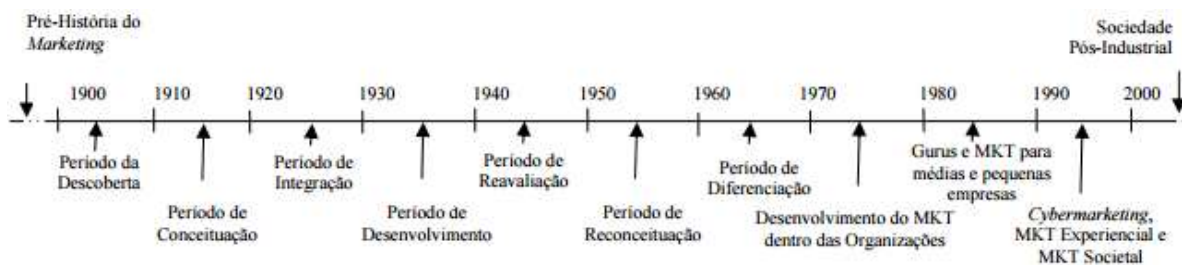 Pré-História do
Marketing
Sociedade
Pós-Industrial
1900 1910 1920 1930 1940 1950 1960 1970 1980 1990 2000
Período da
Descoberta
Período de
Conceituação
Período de
Integração
Período de
Desenvolvimento
Período de
Reavaliação
Período de
Reconceituação
Período de
Diferenciação
Desenvolvimento do MKT
dentro das Organizações
Gurus e MKT para
médias e pequenas
empresas
Cybermarketing,
MKT Experiencial e
MKT Societal